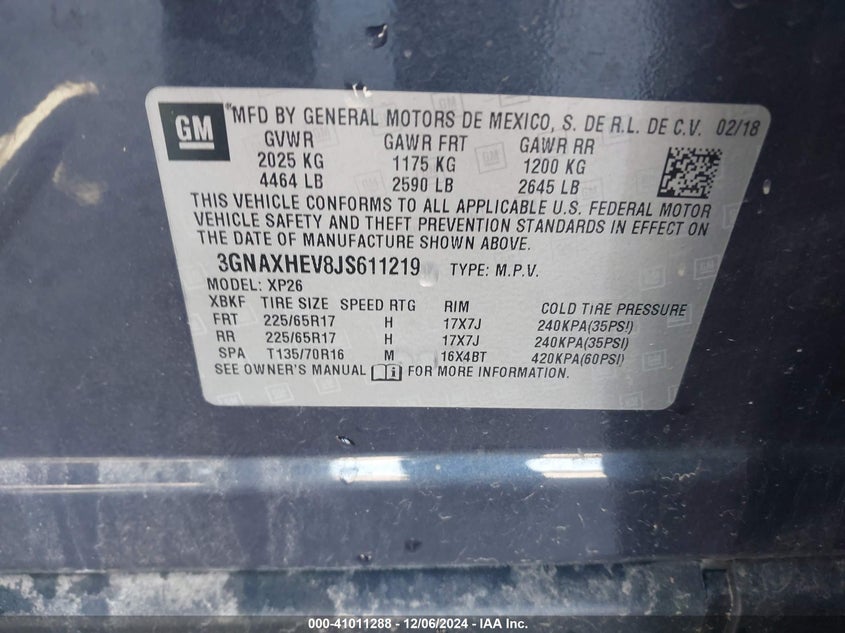 GM
MFD BY GENERAL MOTORS DE MEXICO, S. DE R.L. DE C.V. 02/18
GVWR GAWR FRT GAWR RR
2025 KG 1175 KG 1200 KG
4464 LB 2590 LB 2645 LB
THIS VEHICLE CONFORMS TO ALL APPLICABLE U.S. FEDERAL MOTOR
VEHICLE SAFETY AND THEFT PREVENTION STANDARDS IN EFFECT ON
THE DATE OF MANUFACTURE SHOWN ABOVE.
3GNAXHEV8JS611219 TYPE: M.P.V.
MODEL: XP26
XBKF TIRE SIZE SPEED RTG RIM COLD TIRE PRESSURE
FRT 225/65R17 H 17X7J 240KPA(35PSI)
RR 225/65R17 H 17X7J 240KPA(35PSI)
SPA T135/70R16 M 16X4BT 420KPA(60PSI)
SEE OWNER'S MANUAL i FOR MORE INFORMATION.
000-41011288 - 12/06/2024 - IAA Inc.